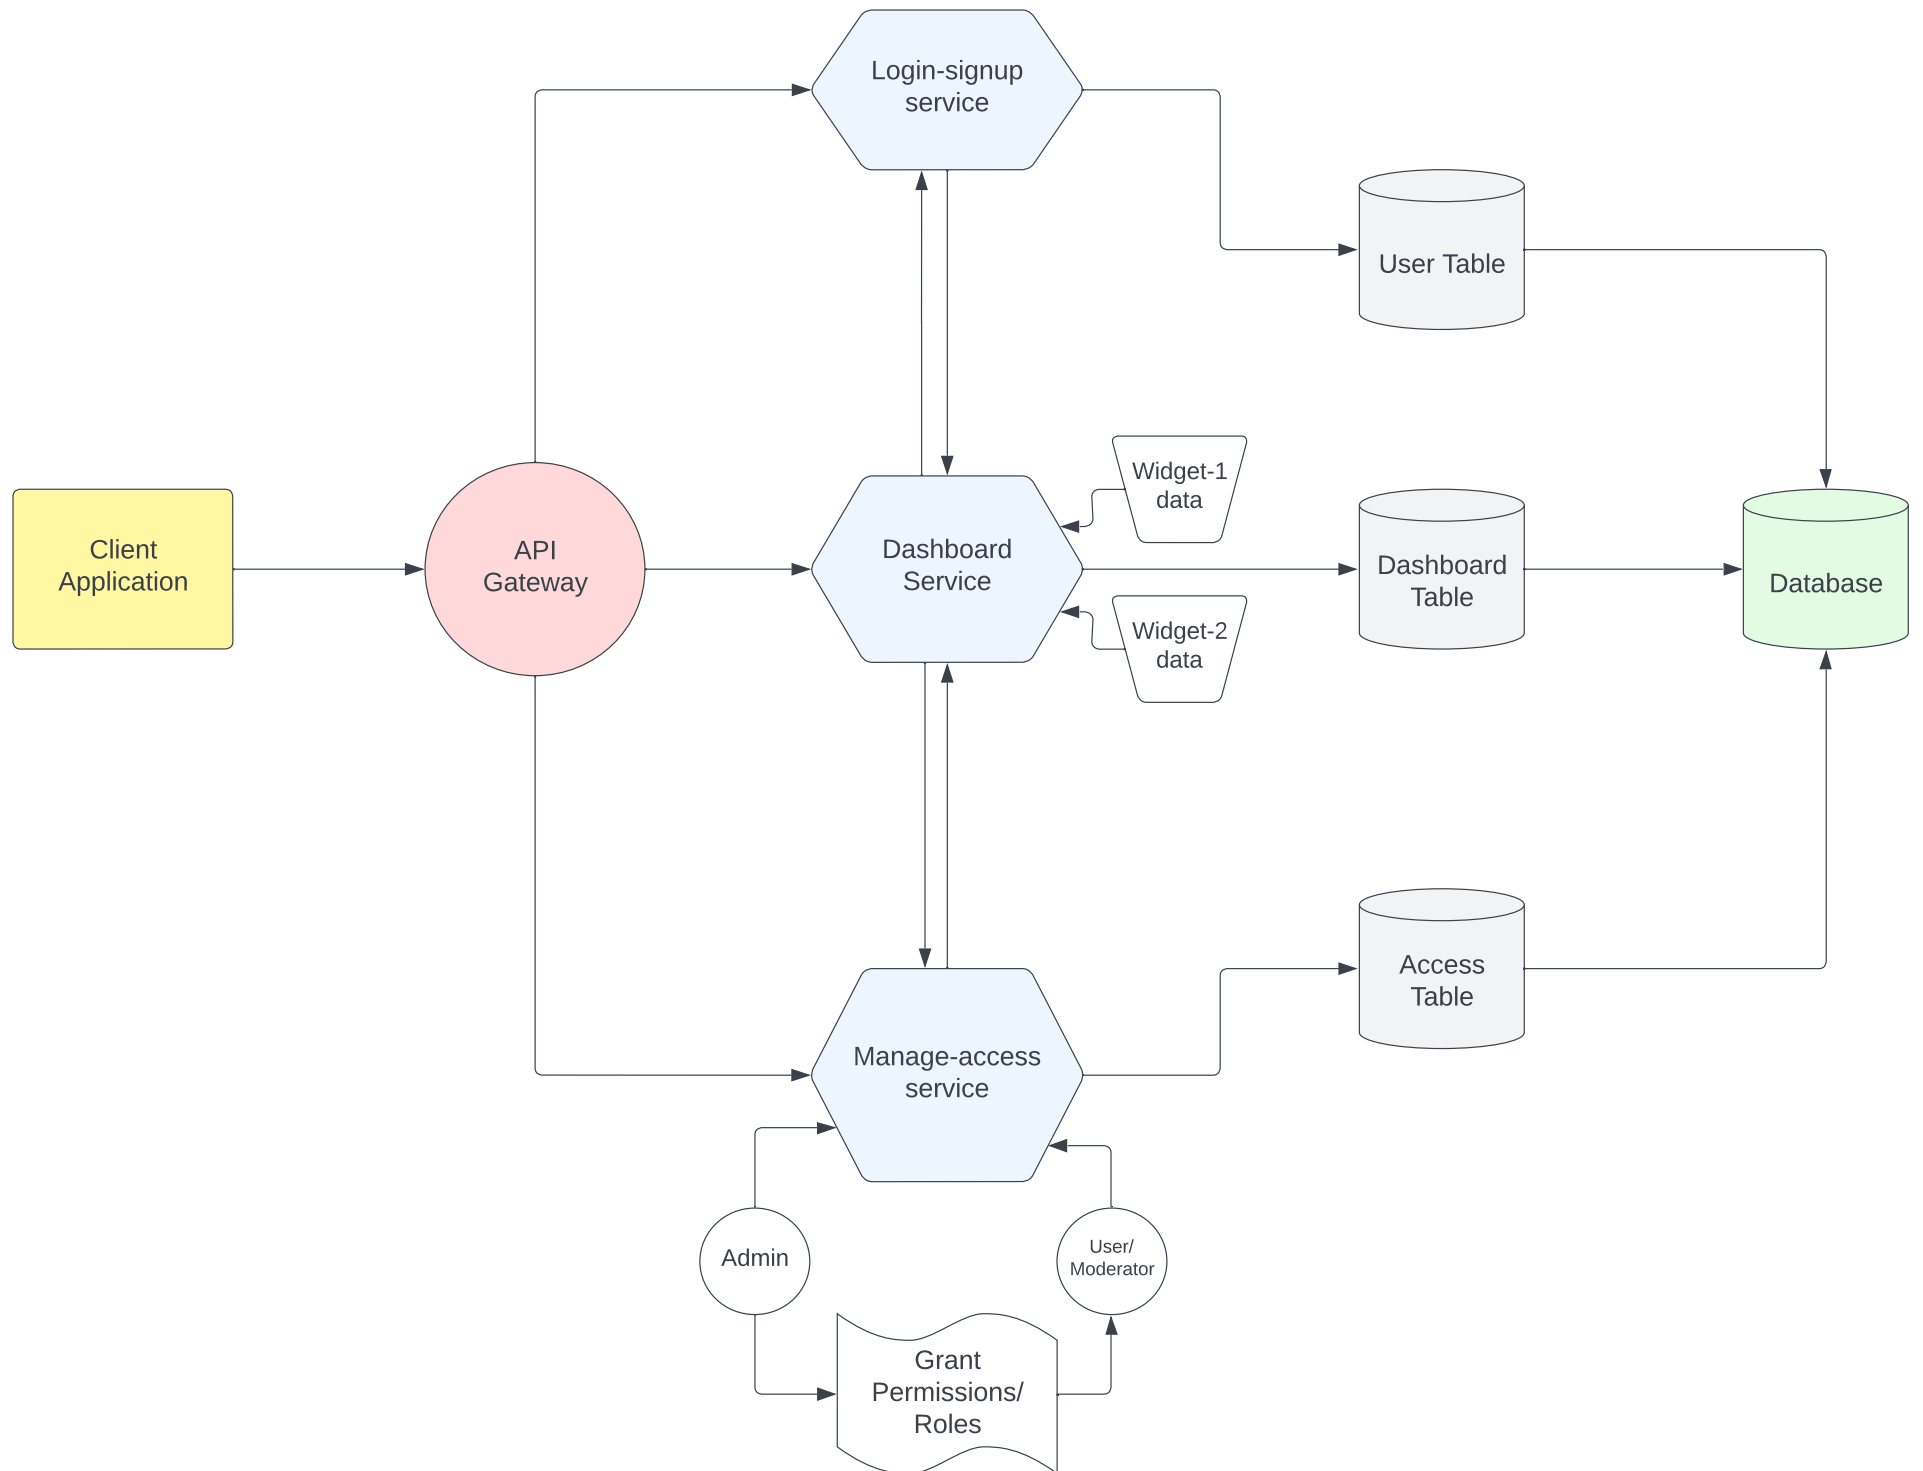 Login-signup
service
User Table
Client
Application
API
Gateway
Dashboard
Service
Widget-1
data
Widget-2
data
Dashboard
Table
Database
Manage-access
service
Access
Table
Admin
User/
Moderator
Grant
Permissions/
Roles